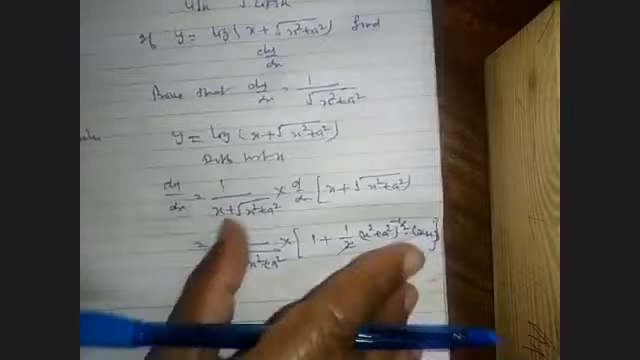 If y = log(x + √x²+a²) find
dy/dx
Prove that dy/dx = 1/√x²+a²
y = log(x + √x²+a²)
Diff w.r.t x
dy/dx = 1/(x+√x²+a²) × d/dx [x + √x²+a²]
= × [1 + 1/2 (x²+a²)^-1/2